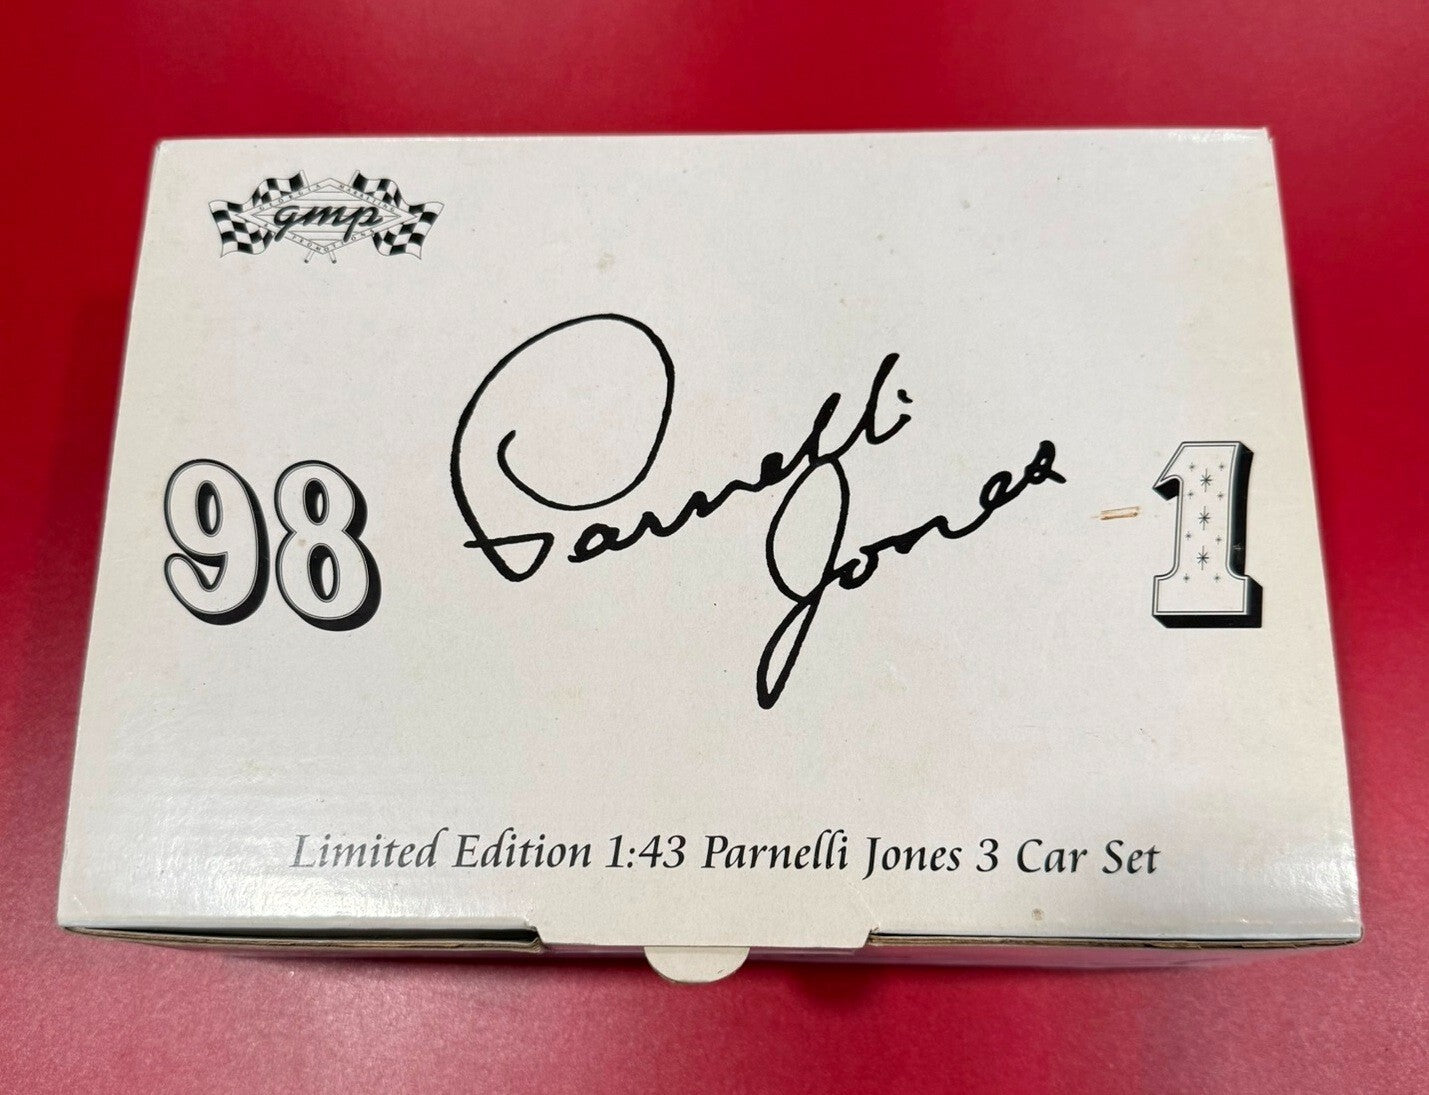 gmp
98
Parnelli
Jones
1
Limited Edition 1:43 Parnelli Jones 3 Car Set